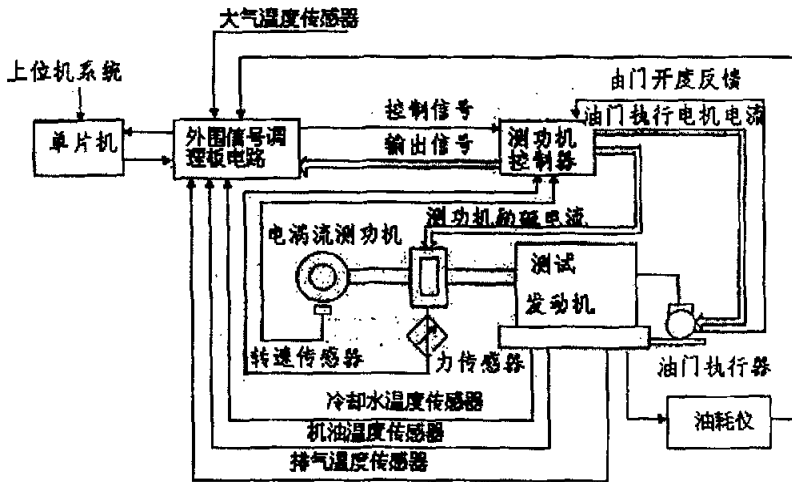 大气温度传感器
上位机系统
由门开度反馈
控制信号
油门执行电机电流
单片机
外围信号调
理板电路
输出信号
测功机
控制器
测功机励磁电流
电涡流测功机
测试
发动机
转速传感器
力传感器
油门执行器
冷却水温度传感器
机油温度传感器
油耗仪
排气温度传感器